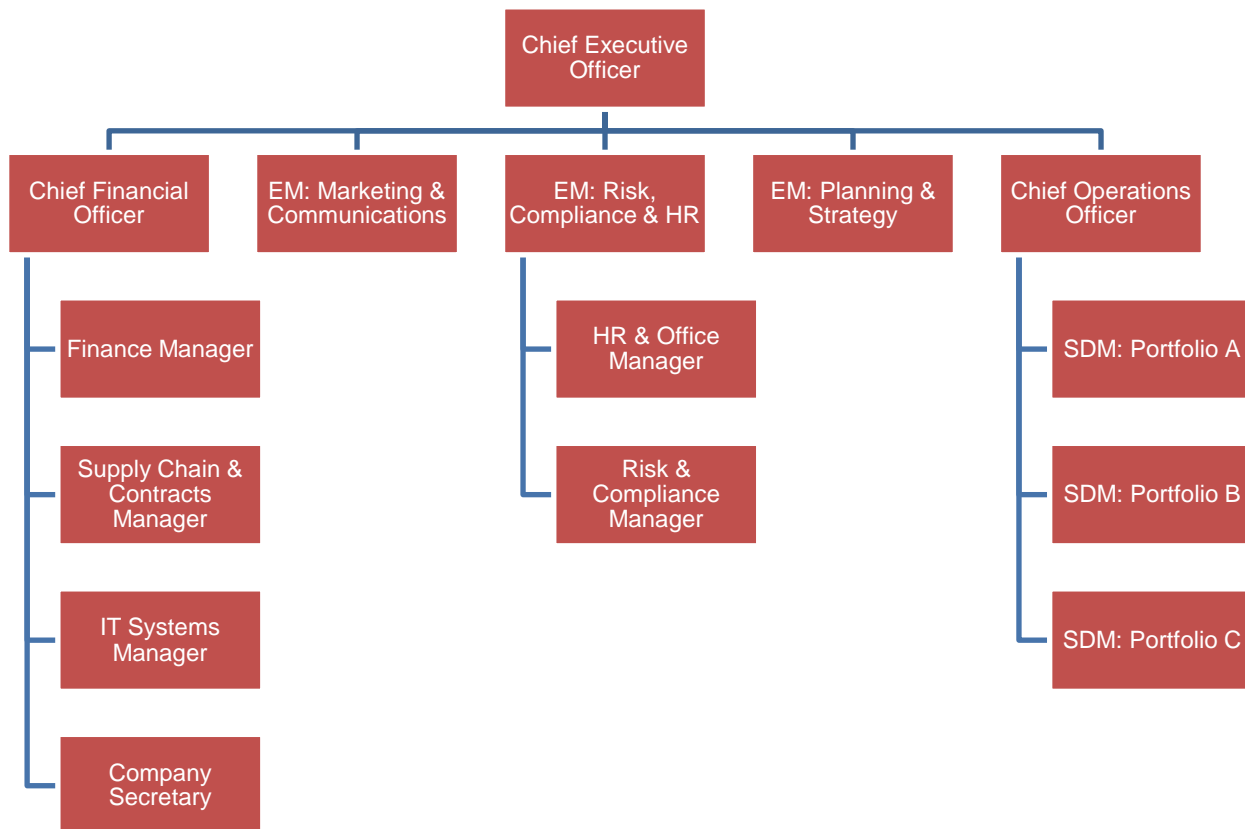 Chief Executive
Officer
Chief Financial
Officer
EM: Marketing &
Communications
EM: Risk,
Compliance & HR
EM: Planning &
Strategy
Chief Operations
Officer
Finance Manager
HR & Office
Manager
SDM: Portfolio A
Supply Chain &
Contracts
Manager
Risk &
Compliance
Manager
SDM: Portfolio B
IT Systems
Manager
SDM: Portfolio C
Company
Secretary